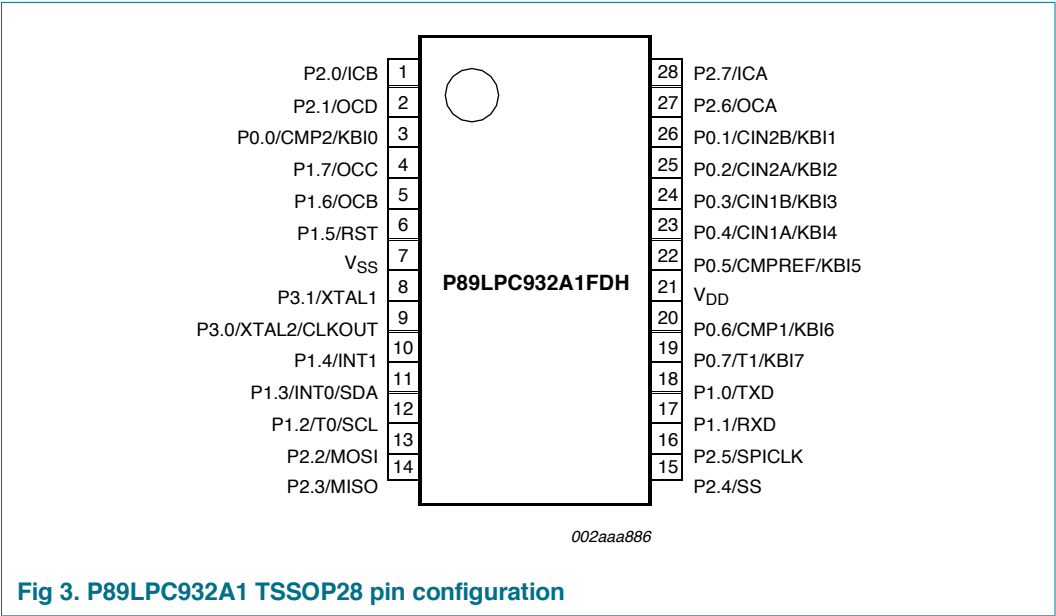 P2.0/ICB 1 28 P2.7/ICA
P2.1/OCD 2 27 P2.6/OCA
P0.0/CMP2/KBI0 3 26 P0.1/CIN2B/KBI1
P1.7/OCC 4 25 P0.2/CIN2A/KBI2
P1.6/OCB 5 24 P0.3/CIN1B/KBI3
P1.5/RST 6 23 P0.4/CIN1A/KBI4
VSS 7 22 P0.5/CMPREF/KBI5
P89LPC932A1FDH
P3.1/XTAL1 8 21 VDD
P3.0/XTAL2/CLKOUT 9 20 P0.6/CMP1/KBI6
P1.4/INT1 10 19 P0.7/T1/KBI7
P1.3/INT0/SDA 11 18 P1.0/TXD
P1.2/T0/SCL 12 17 P1.1/RXD
P2.2/MOSI 13 16 P2.5/SPICLK
P2.3/MISO 14 15 P2.4/SS
002aaa886
Fig 3. P89LPC932A1 TSSOP28 pin configuration